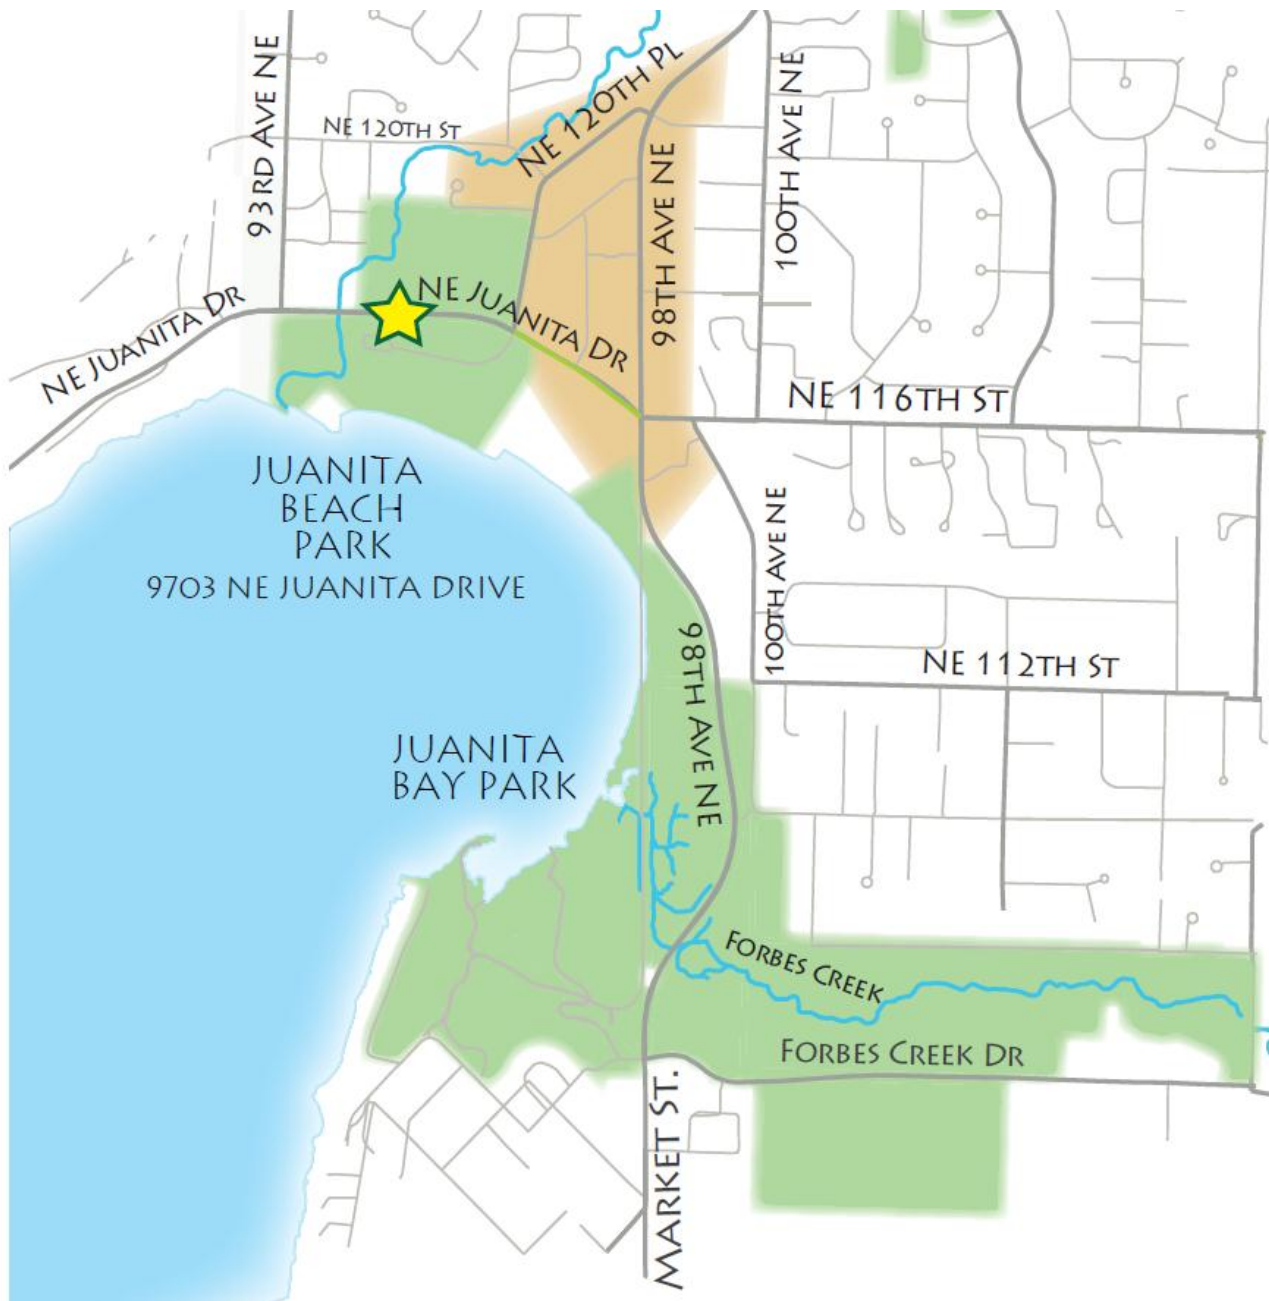 93RD AVE NE
NE 120TH ST
NE 120TH PL
98TH AVE NE
100TH AVE NE
NE JUANITA DR
NE JUANITA DR
NE 116TH ST
JUANITA
BEACH
PARK
9703 NE JUANITA DRIVE
100TH AVE NE
98TH AVE NE
NE 112TH ST
JUANITA
BAY PARK
FORBES CREEK
FORBES CREEK DR
MARKET ST.